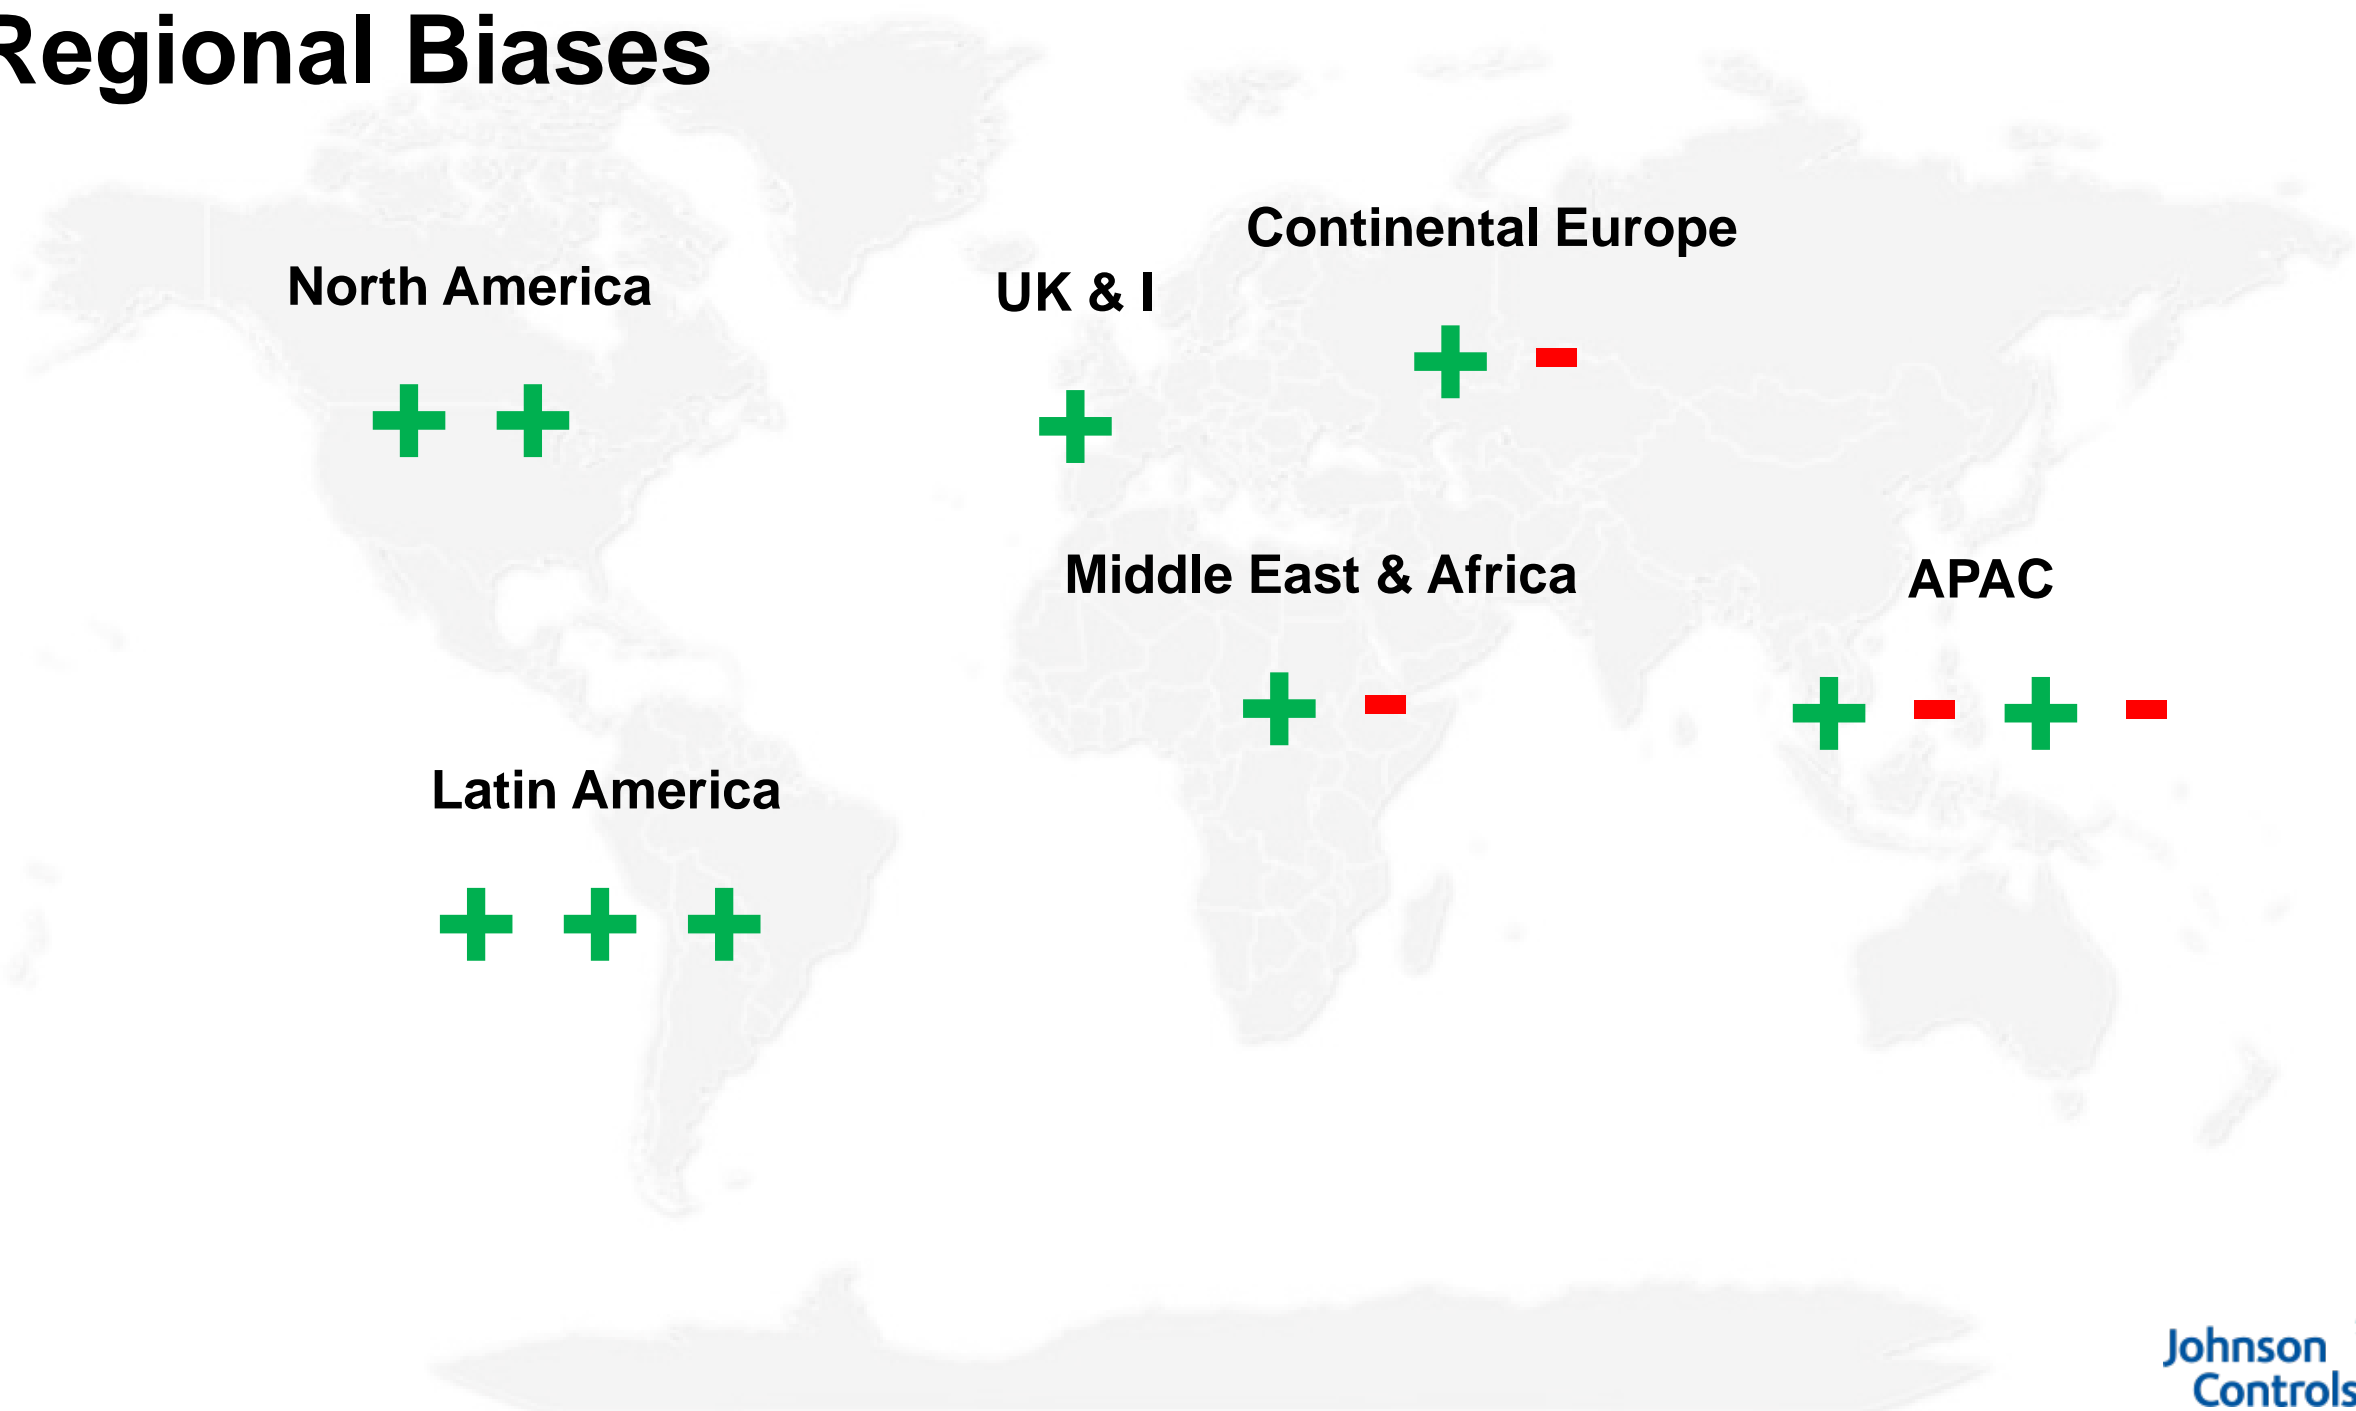 Regional Biases
Continental Europe
North America
UK & I
+ -
+ +
+
Middle East & Africa
APAC
+ -
+ - + -
Latin America
+ + +
Johnson
Controls